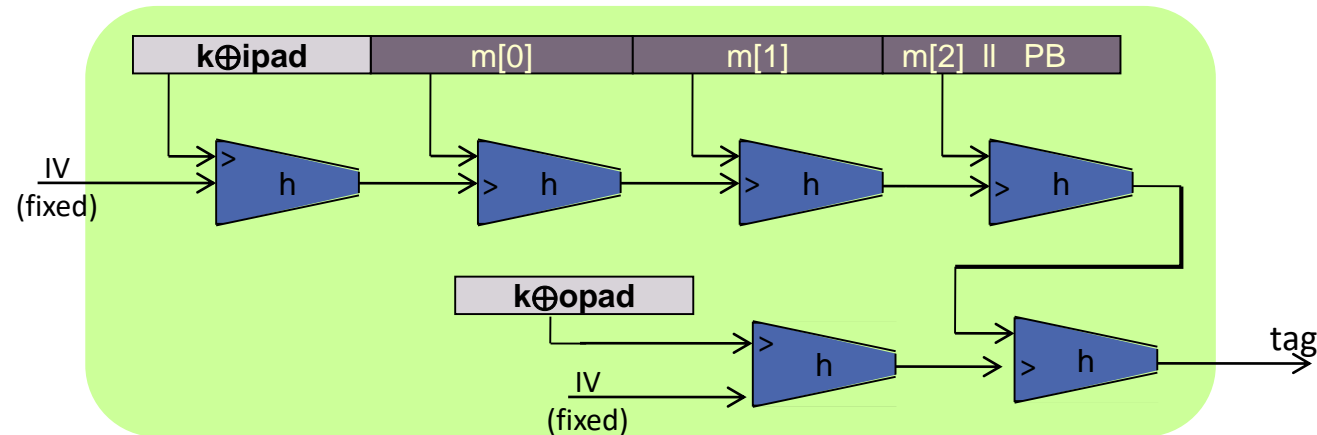 k⊕ipad
m[0]
m[1]
m[2] ll PB
IV
(fixed)
>
h
>
h
>
h
>
h
k⊕opad
IV
(fixed)
>
h
>
h
tag